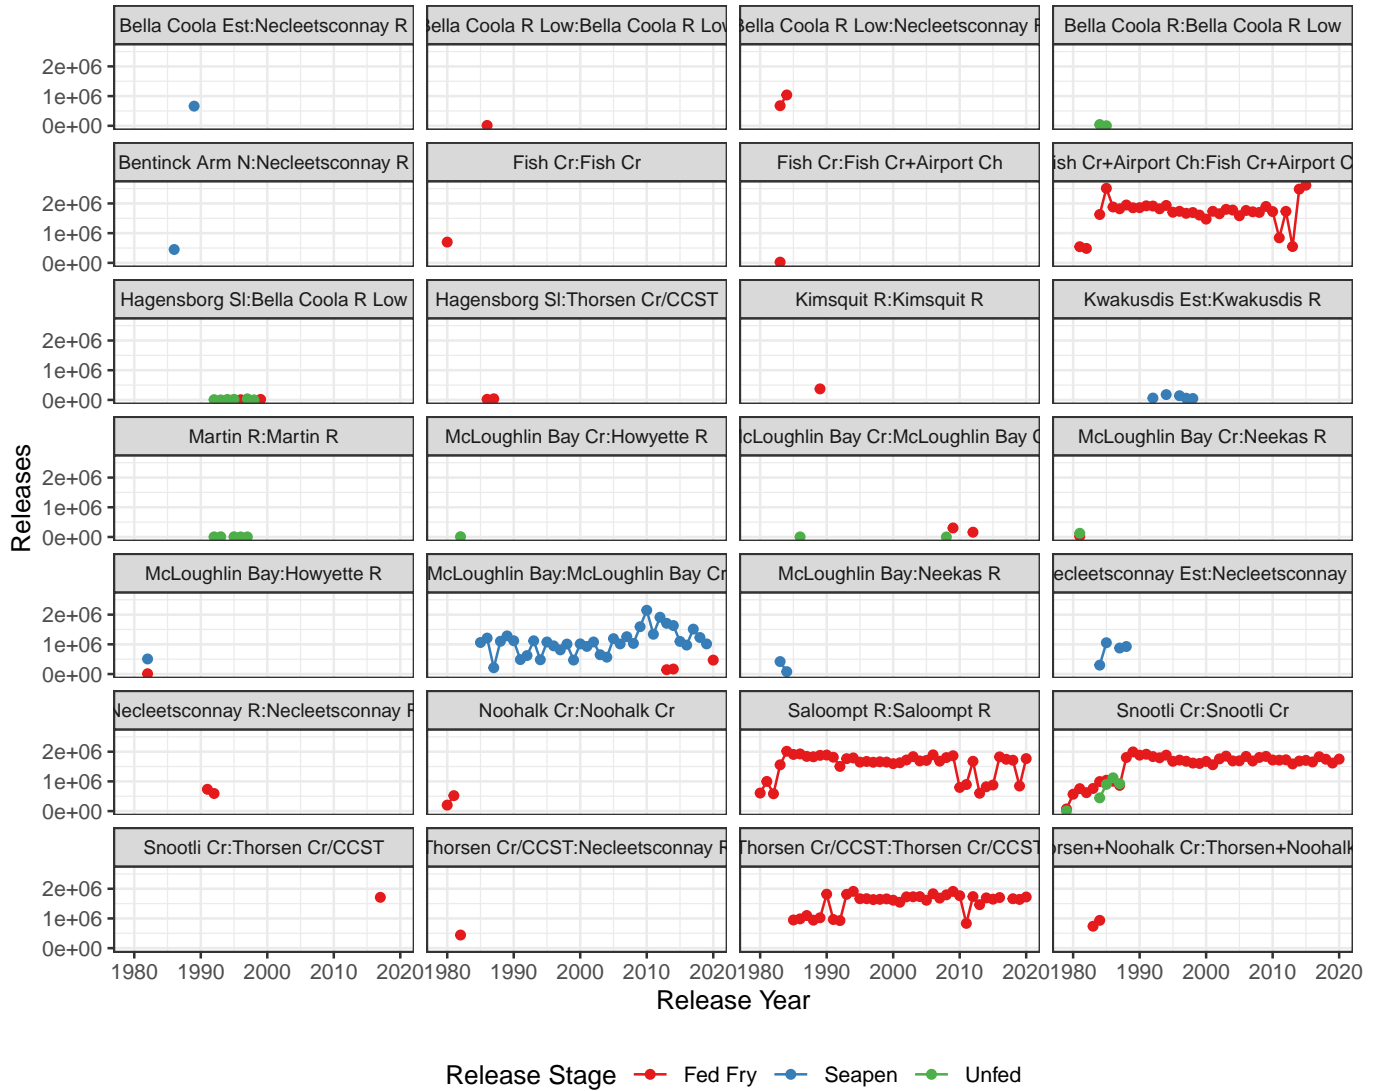 Bella Coola Est:Necleetsconnay R
Bella Coola R Low:Bella Coola R Low
Bella Coola R Low:Necleetsconnay R
Bella Coola R:Bella Coola R Low
2e+06
1e+06
0e+00
Bentinck Arm N:Necleetsconnay R
Fish Cr:Fish Cr
Fish Cr:Fish Cr+Airport Ch
ish Cr+Airport Ch:Fish Cr+Airport C
2e+06
1e+06
0e+00
Hagensborg Sl:Bella Coola R Low
Hagensborg Sl:Thorsen Cr/CCST
Kimsquit R:Kimsquit R
Kwakusdis Est:Kwakusdis R
2e+06
1e+06
0e+00
Martin R:Martin R
McLoughlin Bay Cr:Howyette R
cLoughlin Bay Cr:McLoughlin Bay C
McLoughlin Bay Cr:Neekas R
2e+06
1e+06
0e+00
McLoughlin Bay:Howyette R
McLoughlin Bay:McLoughlin Bay Cr
McLoughlin Bay:Neekas R
ecleetsconnay Est:Necleetsconnay
2e+06
1e+06
0e+00
Necleetsconnay R:Necleetsconnay R
Noohalk Cr:Noohalk Cr
Saloompt R:Saloompt R
Snootli Cr:Snootli Cr
2e+06
1e+06
0e+00
Snootli Cr:Thorsen Cr/CCST
Thorsen Cr/CCST:Necleetsconnay R
Thorsen Cr/CCST:Thorsen Cr/CCST
orsen+Noohalk Cr:Thorsen+Noohalk
2e+06
1e+06
0e+00
1980 1990 2000 2010 2020
1980 1990 2000 2010 2020
1980 1990 2000 2010 2020
1980 1990 2000 2010 2020
Releases
Release Year
Release Stage Fed Fry Seapen Unfed